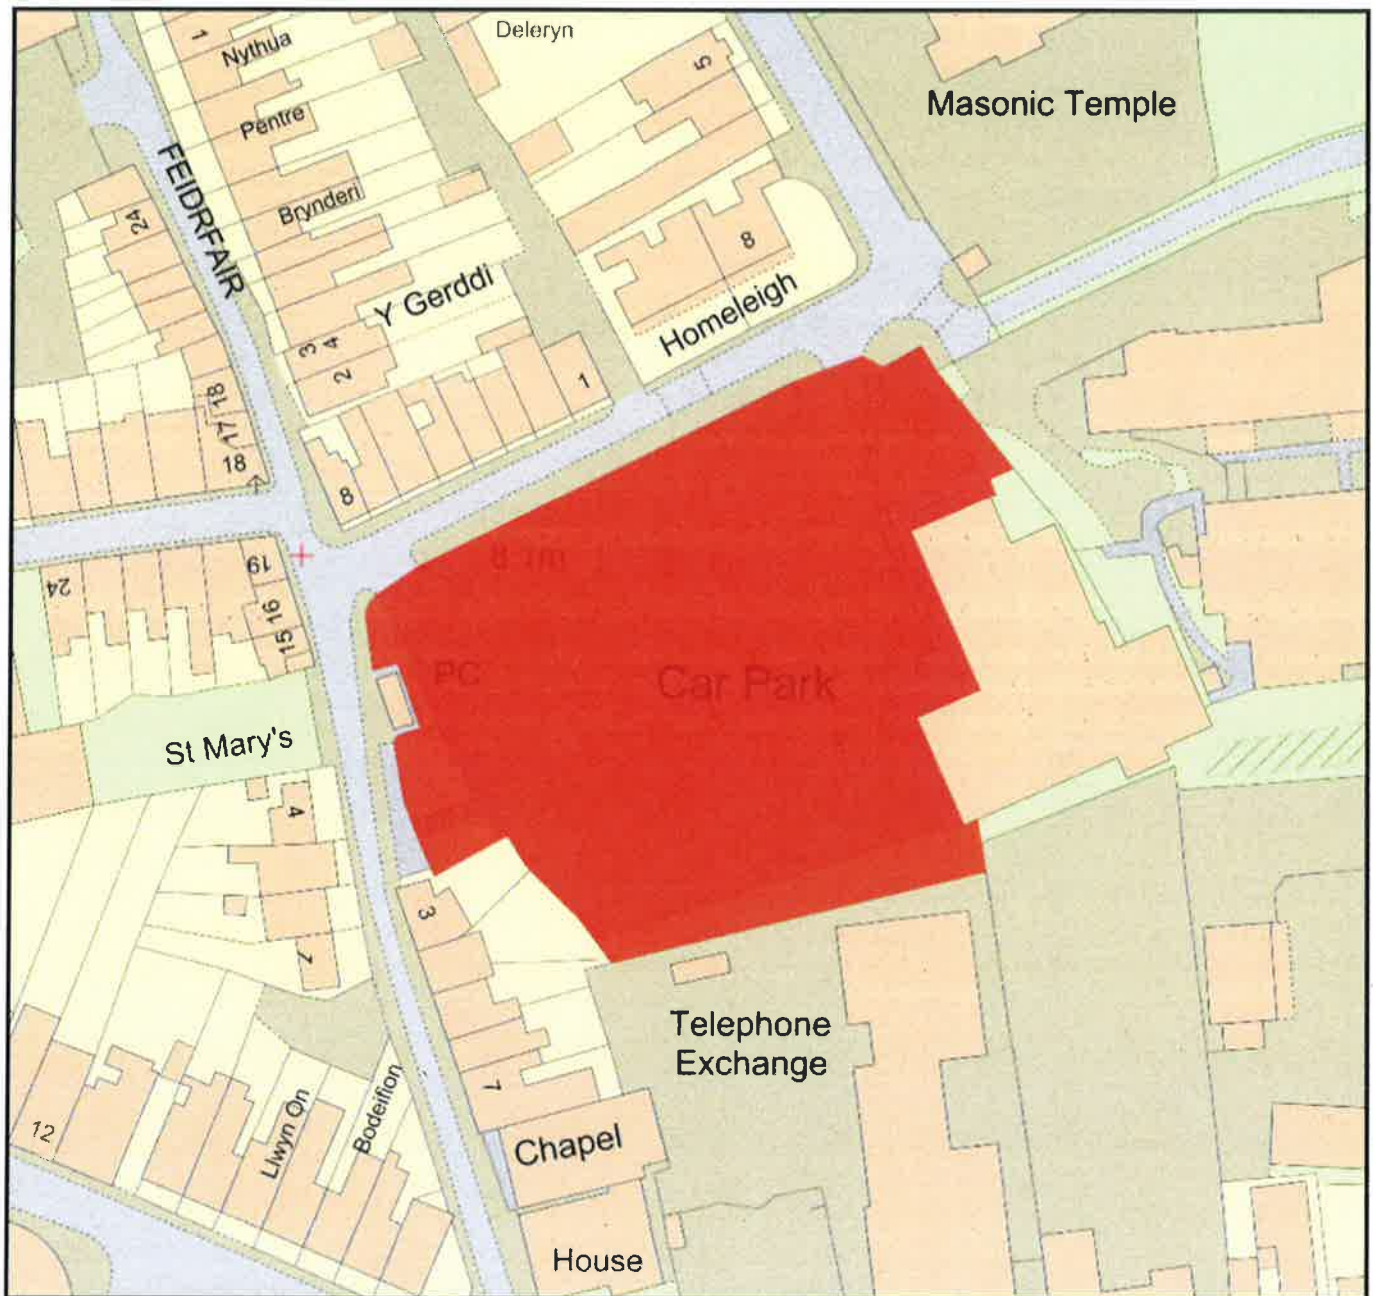 Deleryn
1
Nythua
5
Masonic Temple
Pentre
FEIDRFAIR
Brynderi
24
8
Y Gerddi
Homeleigh
3
4
2
1
18
17
18
8
8.1m
19
24
16
15
PC
Car Park
St Mary's
4
3
7
Telephone
Exchange
7
Llwyn On
Bodeifion
12
Chapel
House